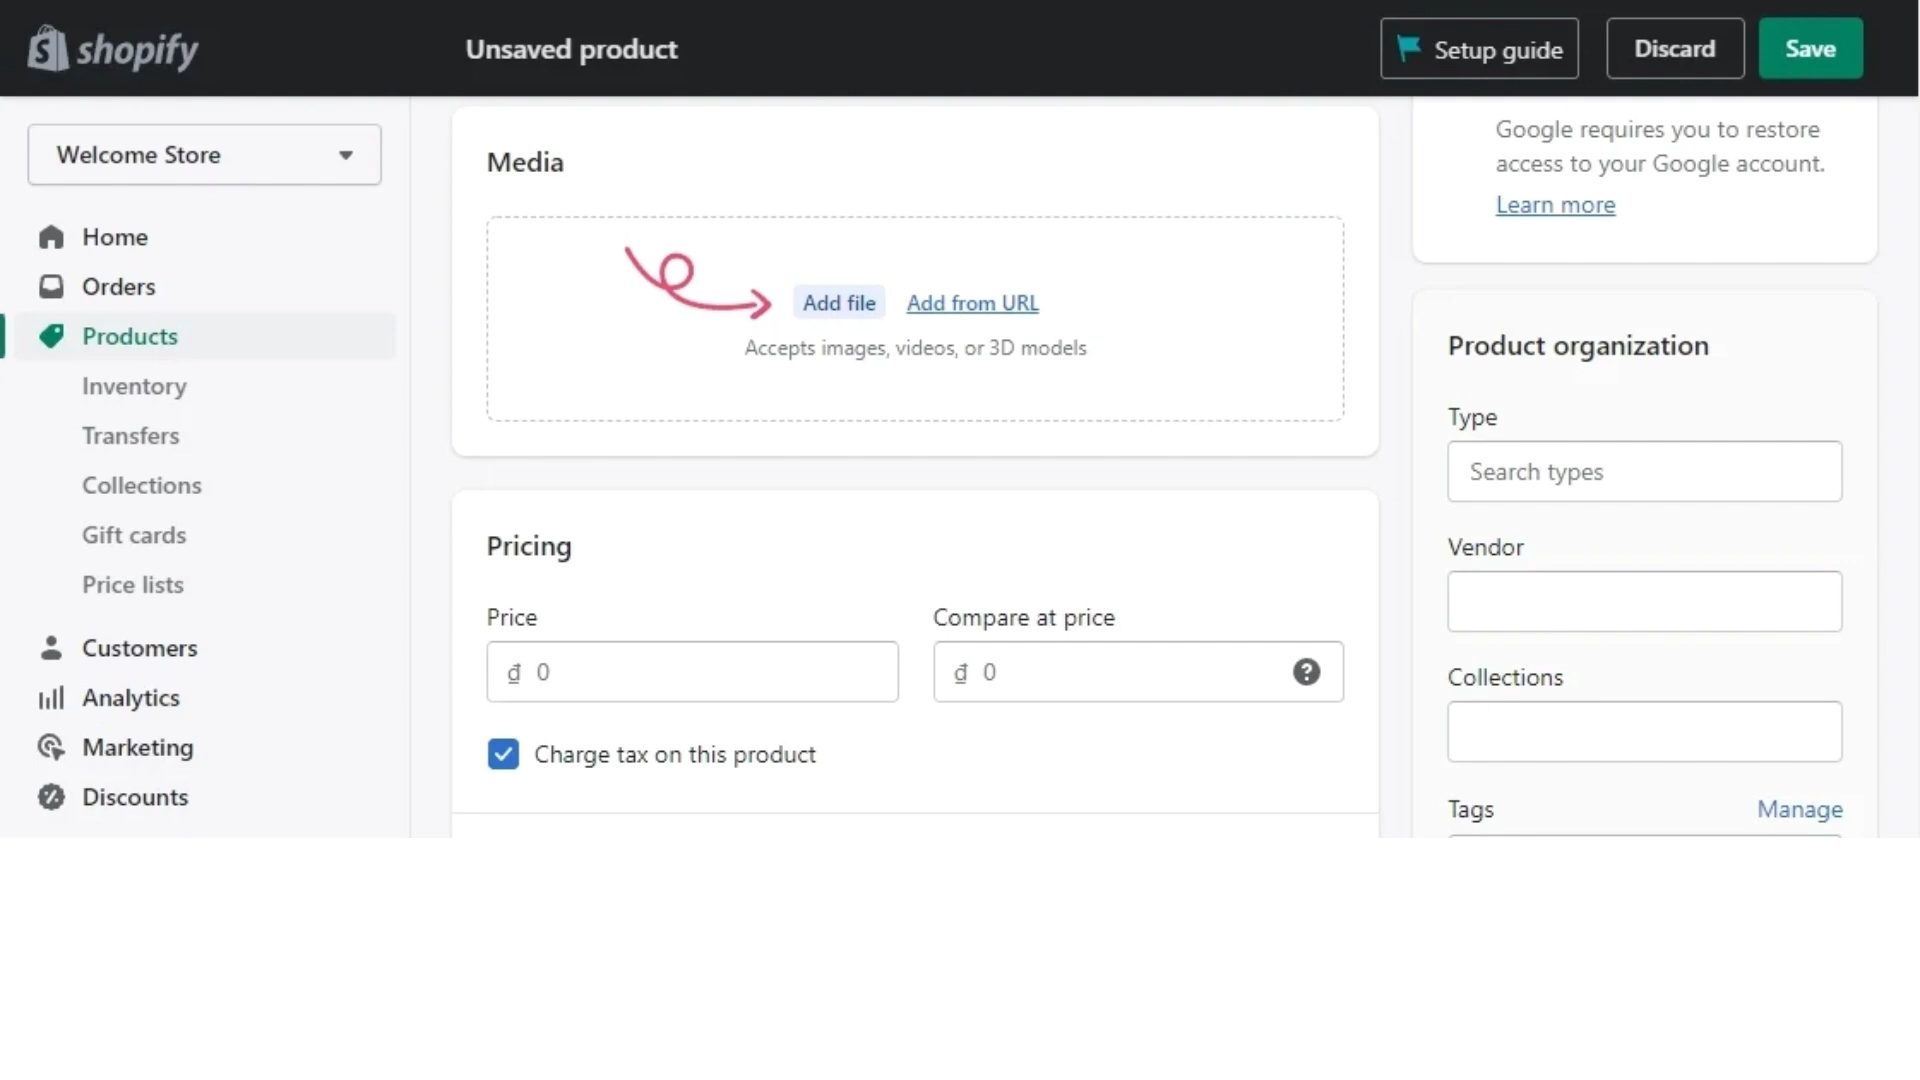 shopify
Unsaved product
Setup guide
Discard
Save
Welcome Store
Home
Orders
Products
Inventory
Transfers
Collections
Gift cards
Price lists
Customers
Analytics
Marketing
Discounts
Media
Add file
Add from URL
Accepts images, videos, or 3D models
Pricing
Price
Compare at price
₫ 0
₫ 0
Charge tax on this product
Google requires you to restore
access to your Google account.
Learn more
Product organization
Type
Search types
Vendor
Collections
Tags
Manage